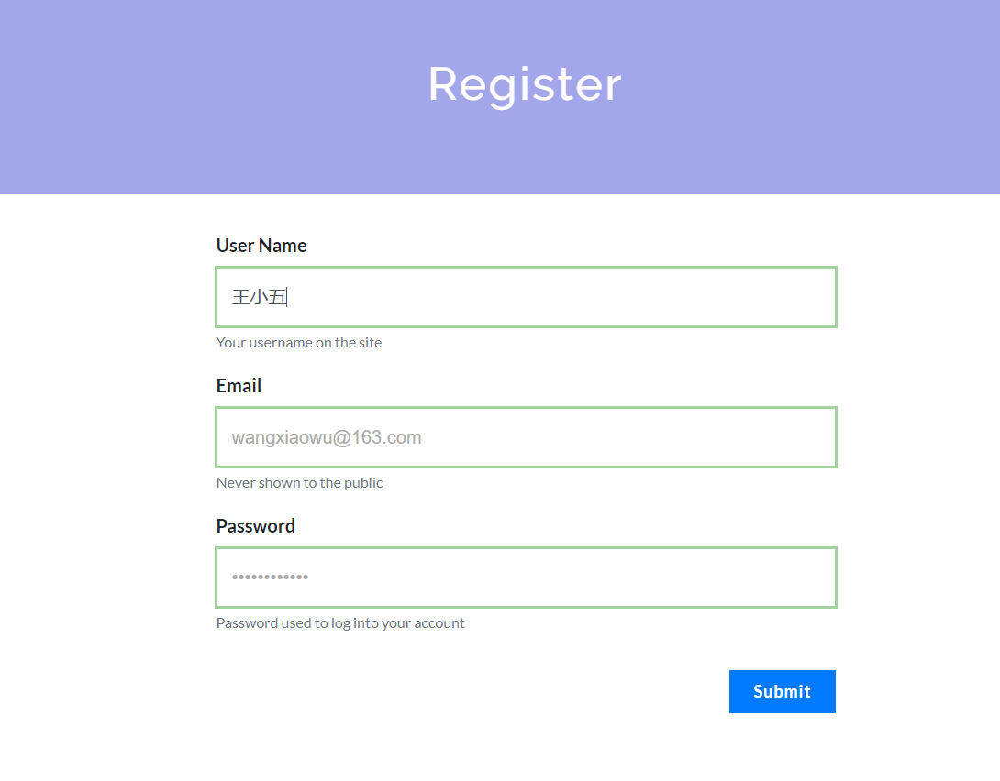 Register
User Name
王小五
Your username on the site
Email
wangxiaowu@163.com
Never shown to the public
Password
••••••••••••
Password used to log into your account
Submit